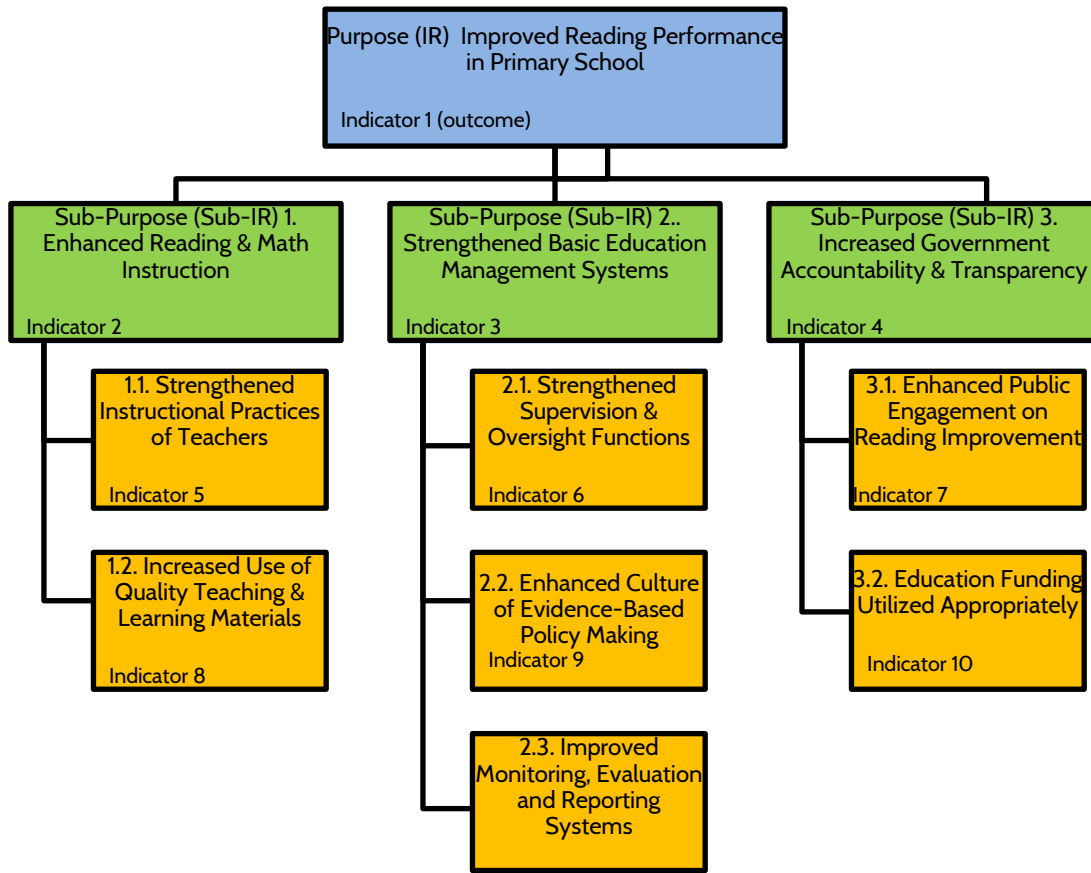 Purpose (IR)  Improved Reading Performance
in Primary School
Indicator 1 (outcome)
Sub-Purpose (Sub-IR) 1.
Enhanced Reading & Math
Instruction
Indicator 2
Sub-Purpose (Sub-IR) 2..
Strengthened Basic Education
Management Systems
Indicator 3
Sub-Purpose (Sub-IR) 3.
Increased Government
Accountability & Transparency
Indicator 4
1.1. Strengthened
Instructional Practices
of Teachers
Indicator 5
2.1. Strengthened
Supervision &
Oversight Functions
Indicator 6
3.1. Enhanced Public
Engagement on
Reading Improvement
Indicator 7
1.2. Increased Use of
Quality Teaching &
Learning Materials
Indicator 8
2.2. Enhanced Culture
of Evidence-Based
Policy Making
Indicator 9
3.2. Education Funding
Utilized Appropriately
Indicator 10
2.3. Improved
Monitoring, Evaluation
and Reporting
Systems